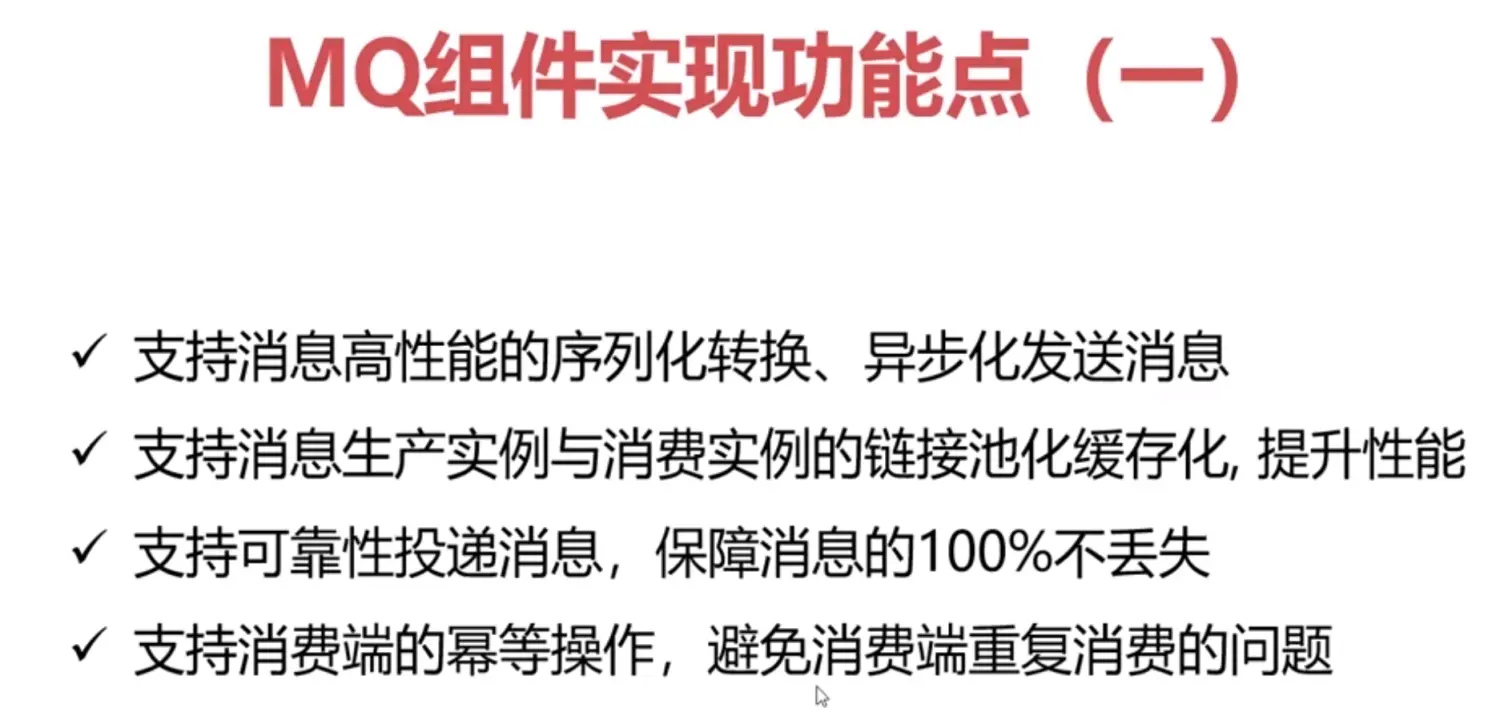 MQ组件实现功能点（一）
✓ 支持消息高性能的序列化转换、异步化发送消息
✓ 支持消息生产实例与消费实例的链接池化缓存化, 提升性能
✓ 支持可靠性投递消息，保障消息的100%不丢失
✓ 支持消费端的幂等操作，避免消费端重复消费的问题